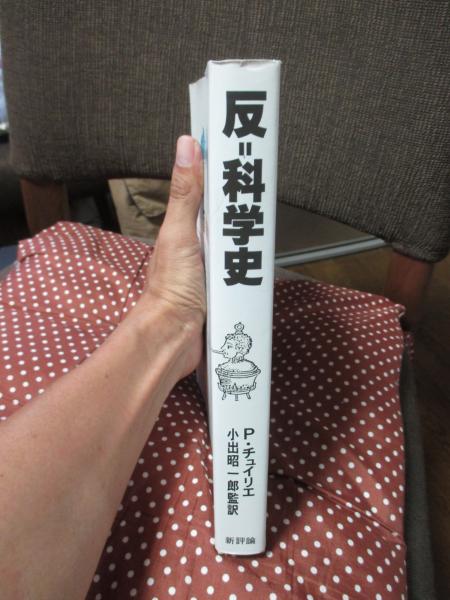 反=科学史
P・チュイリエ
小出昭一郎監訳
新評論